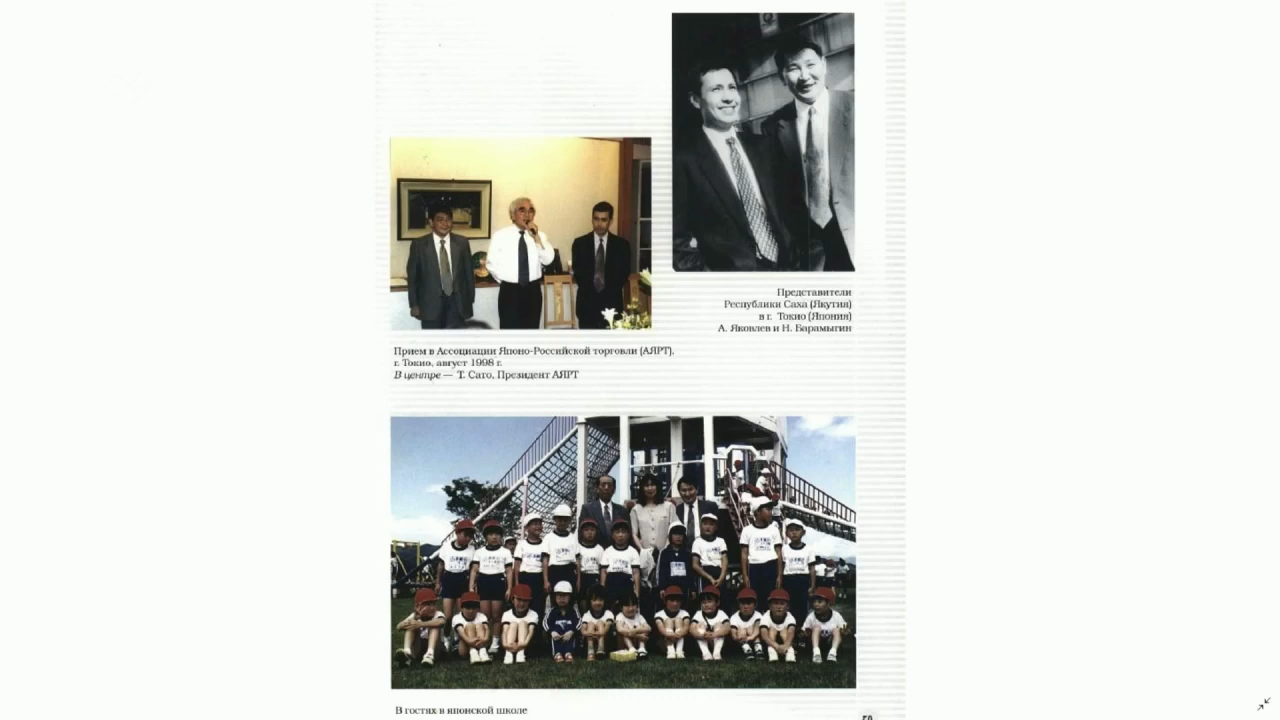 Представители
Республики Саха (Якутия)
в г. Токио (Япония)
А. Яковлев и Н. Барамыгин
Прием в Ассоциации Японо-Российской торговли (АЯРТ),
г. Токио, август 1998 г.
В центре — Т. Саго, Президент АЯРТ
В гостях в японской школе